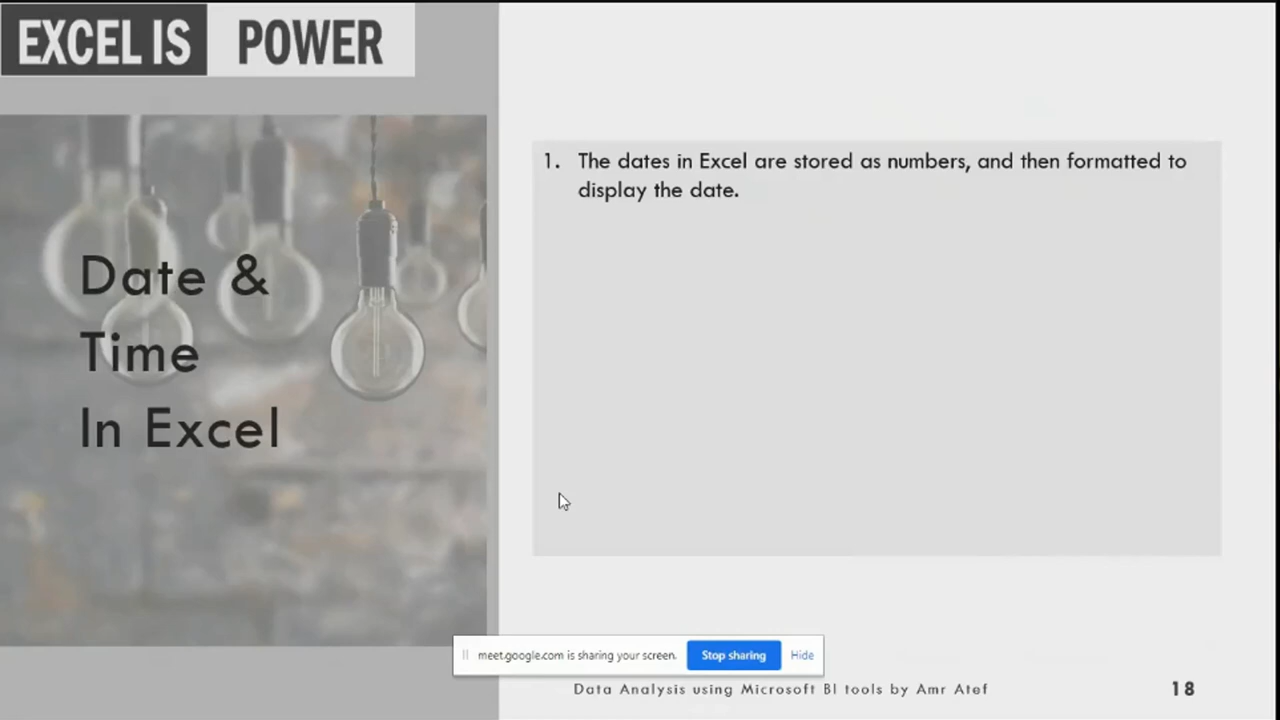 EXCEL IS POWER
Date &
Time
In Excel
1. The dates in Excel are stored as numbers, and then formatted to
display the date.
meet.google.com is sharing your screen. Stop sharing Hide
Data Analysis using Microsoft BI tools by Amr Atef 18